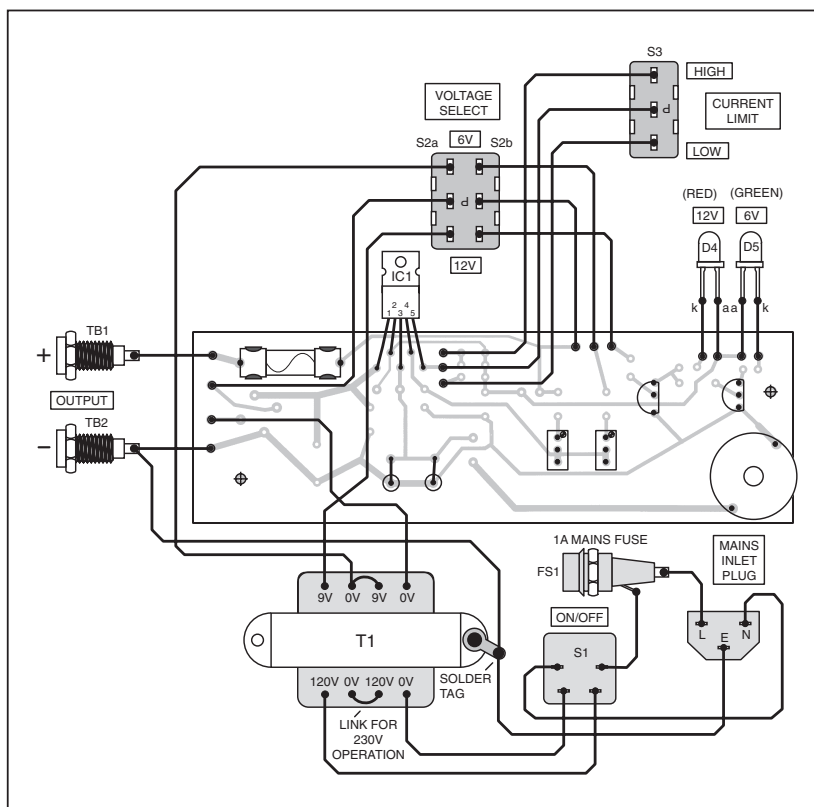 S3
HIGH
P
CURRENT
LIMIT
LOW
VOLTAGE
SELECT
S2a
6V
S2b
P
12V
(RED)
(GREEN)
12V
6V
D4
D5
k
a
a
k
IC1
1
2
3
4
5
TB1
+
OUTPUT
TB2
−
1A MAINS FUSE
FS1
MAINS
INLET
PLUG
ON/OFF
L
E
N
S1
9V
0V
9V
0V
T1
120V
0V
120V
0V
SOLDER
TAG
LINK FOR
230V
OPERATION